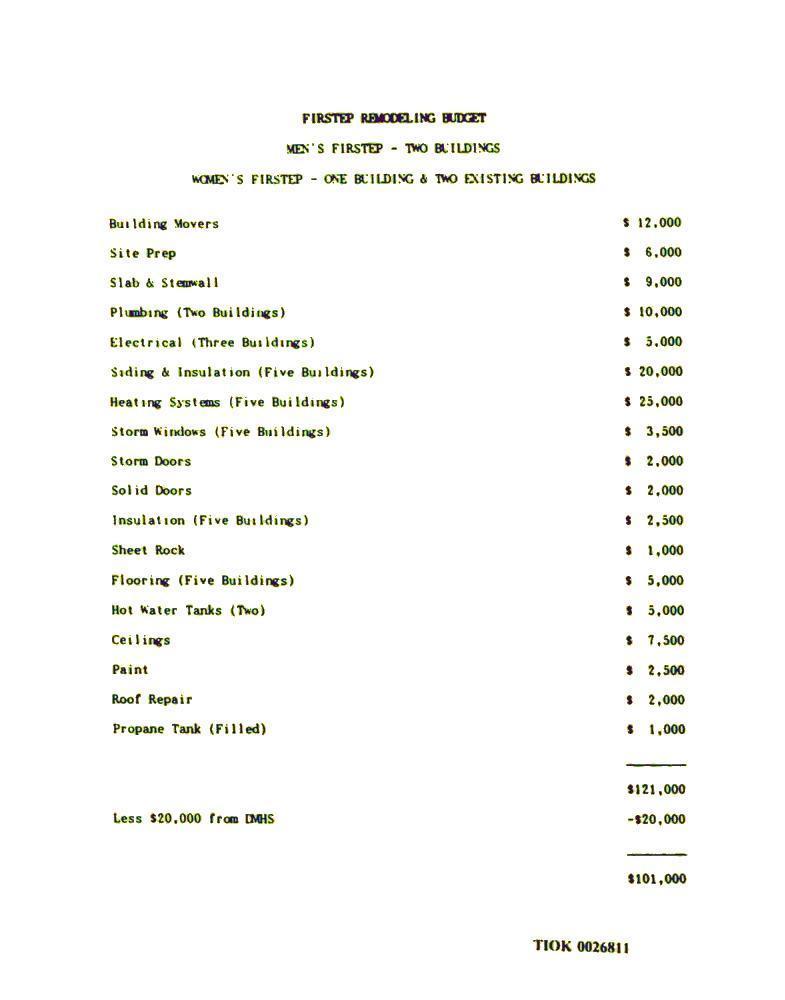 FIRSTEP REMODELING BUDGET
MEN'S FIRSTEP - TWO BUILDINGS
WOMEN'S FIRSTEP - ONE BUILDING & TWO EXISTING BUILDINGS
Building Movers $ 12,000
Site Prep $ 6,000
Slab & Stemwall $ 9,000
Plumbing (Two Buildings) $ 10,000
Electrical (Three Buildings) $ 5,000
Siding & Insulation (Five Buildings) $ 20,000
Heating Systems (Five Buildings) $ 25,000
Storm Windows (Five Buildings) $ 3,500
Storm Doors $ 2,000
Solid Doors $ 2,000
Insulation (Five Buildings) $ 2,500
Sheet Rock $ 1,000
Flooring (Five Buildings) $ 5,000
Hot Water Tanks (Two) $ 5,000
Ceilings $ 7,500
Paint $ 2,500
Roof Repair $ 2,000
Propane Tank (Filled) $ 1,000
$121,000
Less $20,000 from DMHS -$20,000
$101,000
TIOK 0026811